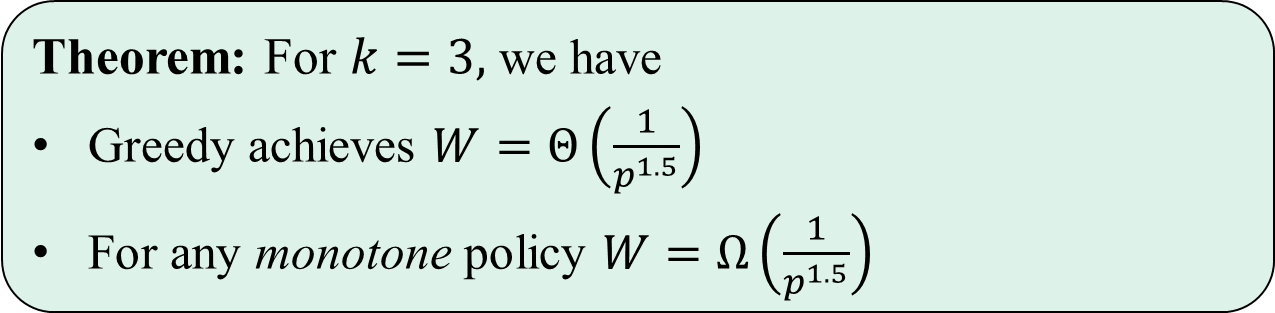 Theorem: For k = 3, we have
• Greedy achieves W = Θ(1/p^1.5)
• For any monotone policy W = Ω(1/p^1.5)